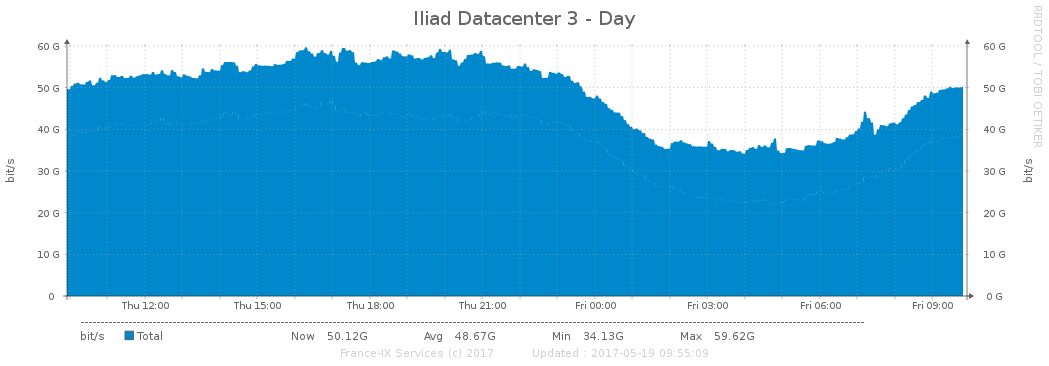 Iliad Datacenter 3 - Day
RRDTOOL / TOBI OETIKER
60 G 60 G
50 G 50 G
40 G 40 G
30 G 30 G
20 G 20 G
10 G 10 G
0 0 G
bit/s bit/s
Thu 12:00 Thu 15:00 Thu 18:00 Thu 21:00 Fri 00:00 Fri 03:00 Fri 06:00 Fri 09:00
bit/s Total Now 50.12G Avg 48.67G Min 34.13G Max 59.62G
France-IX Services (c) 2017 Updated : 2017-05-19 09:55:09